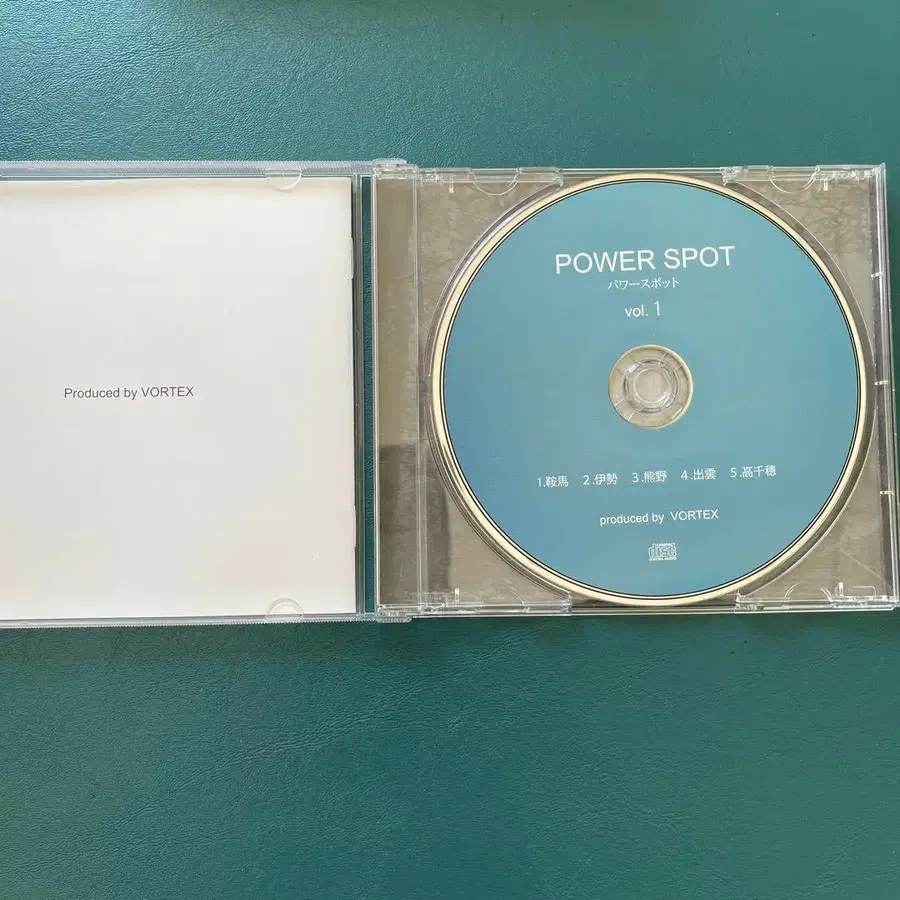 Produced by VORTEX
POWER SPOT
パワースポット
vol. 1
1.鞍馬 2.伊勢 3.熊野 4.出雲 5.高千穂
produced by VORTEX